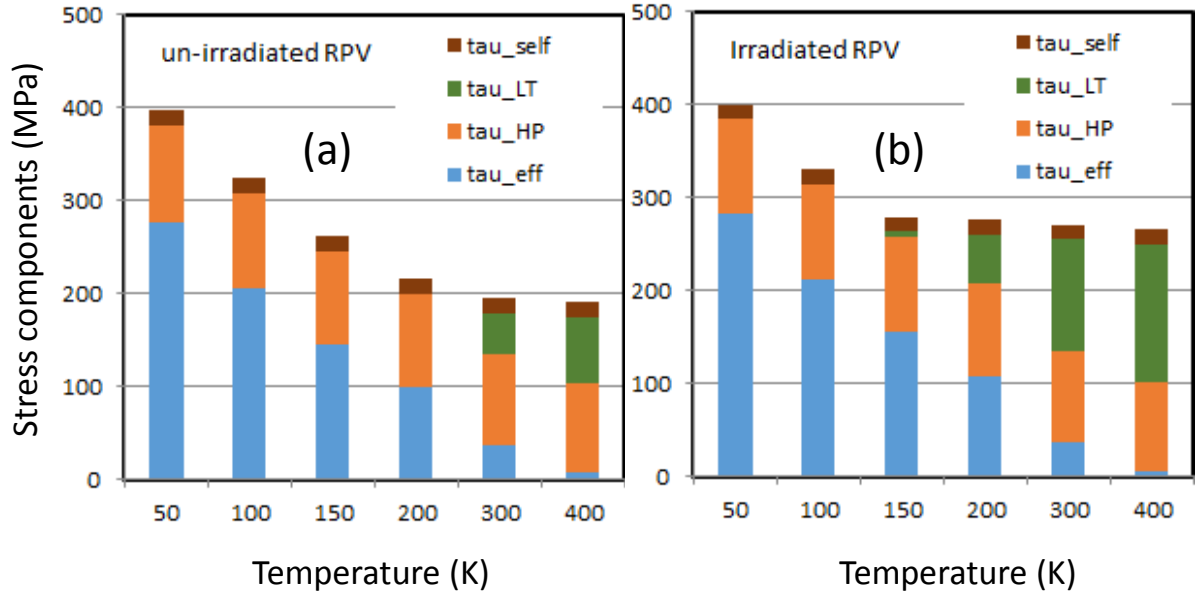 Stress components (MPa)
500
400
300
200
100
0
un-irradiated RPV
(a)
tau_self
tau_LT
tau_HP
tau_eff
50 100 150 200 300 400
Temperature (K)
500
400
300
200
100
0
Irradiated RPV
(b)
tau_self
tau_LT
tau_HP
tau_eff
50 100 150 200 300 400
Temperature (K)